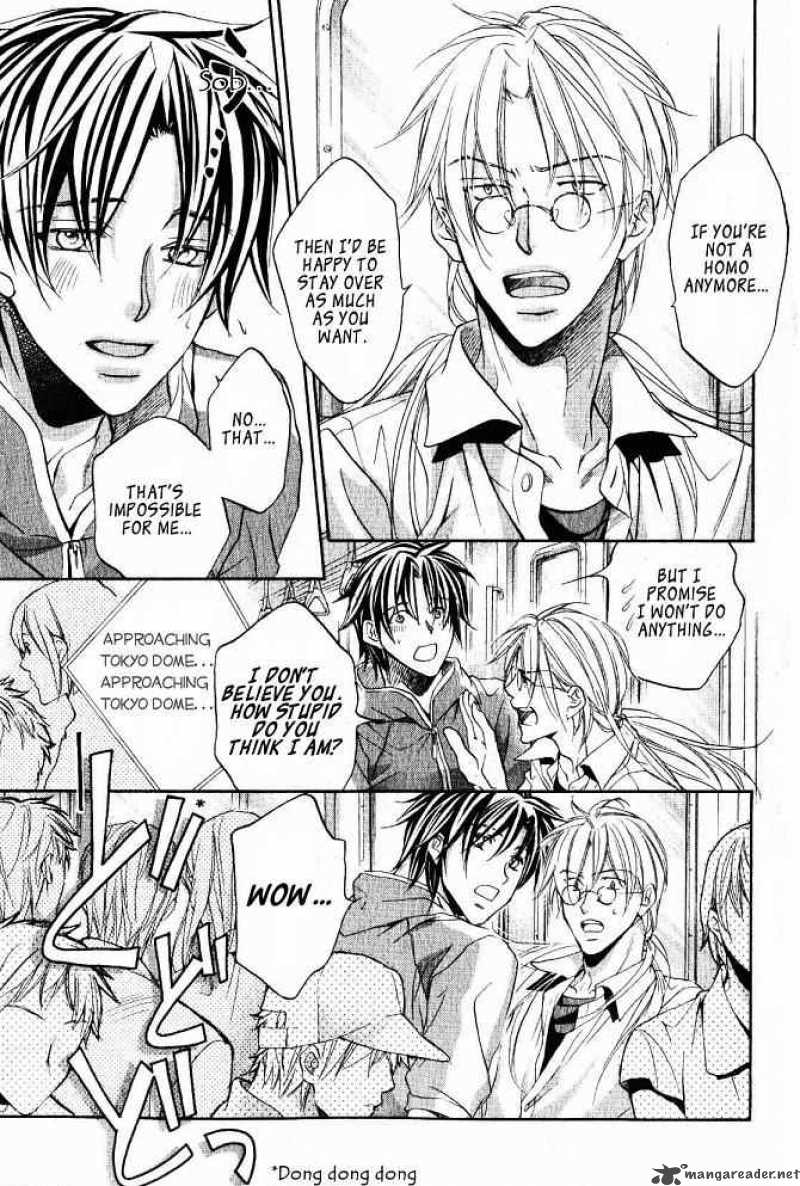 IF YOU'RE
NOT A
HOMO
ANYMORE...
THEN I'D BE
HAPPY TO
STAY OVER
AS MUCH
AS YOU
WANT.
う...
Sob...
NO...
THAT...
THAT'S
IMPOSSIBLE
FOR ME...
BUT I
PROMISE
I WON'T DO
ANYTHING...
I DON'T
BELIEVE YOU.
HOW STUPID
DO YOU
THINK I AM?
APPROACHING
TOKYO DOME...
APPROACHING
TOKYO DOME...
WOW...
*
どどどっ
*Dong dong dong
mangareader.net